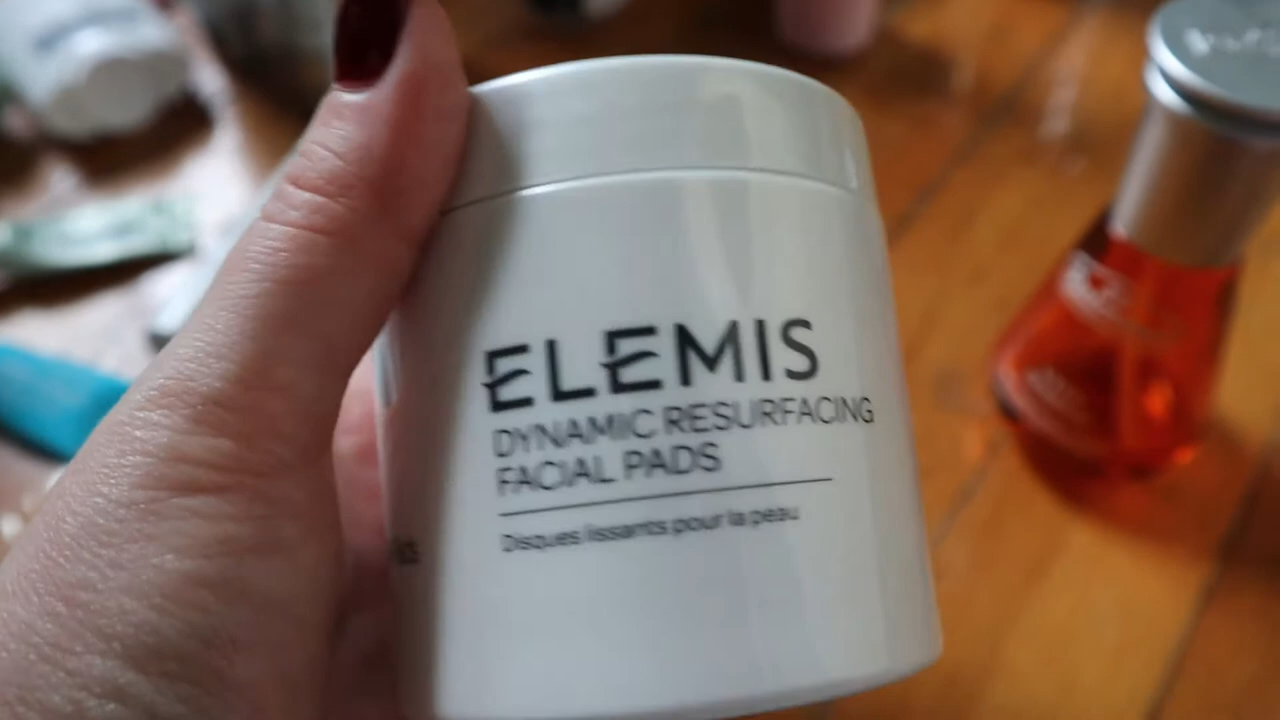 ELEMIS
DYNAMIC RESURFACING
FACIAL PADS
Disques lissants pour la peau